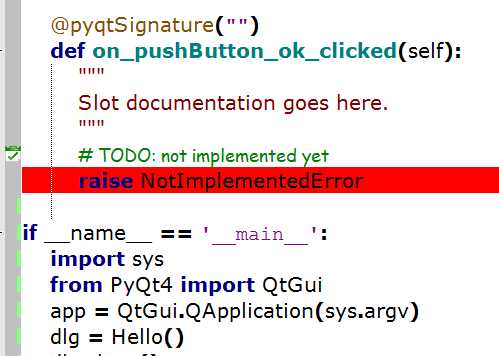 @pyqtSignature("")
def on_pushButton_ok_clicked(self):
"""
Slot documentation goes here.
"""
# TODO: not implemented yet
raise NotImplementedError
if __name__ == '__main__':
import sys
from PyQt4 import QtGui
app = QtGui.QApplication(sys.argv)
dlg = Hello()